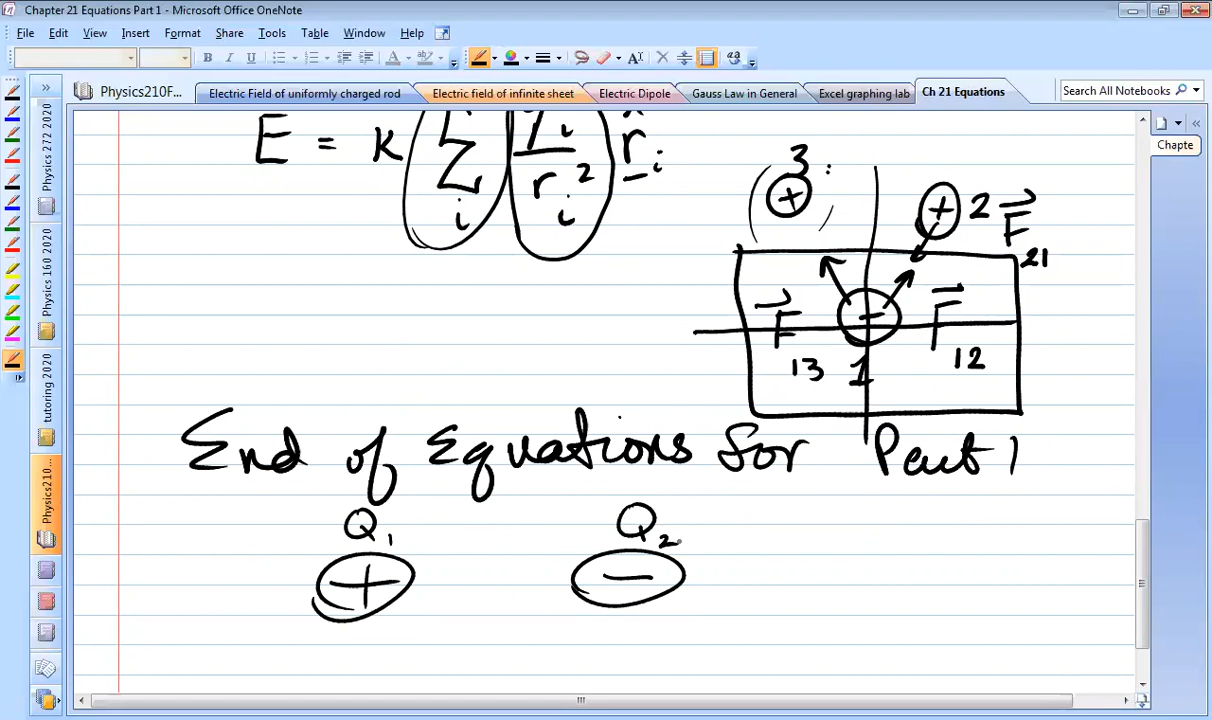 Chapter 21 Equations Part 1 - Microsoft Office OneNote
File Edit View Insert Format Share Tools Table Window Help
B I U A
Physics210F...
Electric Field of uniformly charged rod
Electric field of infinite sheet
Electric Dipole
Gauss Law in General
Excel graphing lab
Ch 21 Equations
Search All Notebooks
Chapte
Physics 272 2020
Physics 160 2020
tutoring 2020
Physics210...
E = k Σ i qi / ri² r̂i
3
+
+ 2 F⃗ 21
F⃗ 13
− 1
F⃗ 12
End of Equations for Part 1
Q1 Q2
+ −